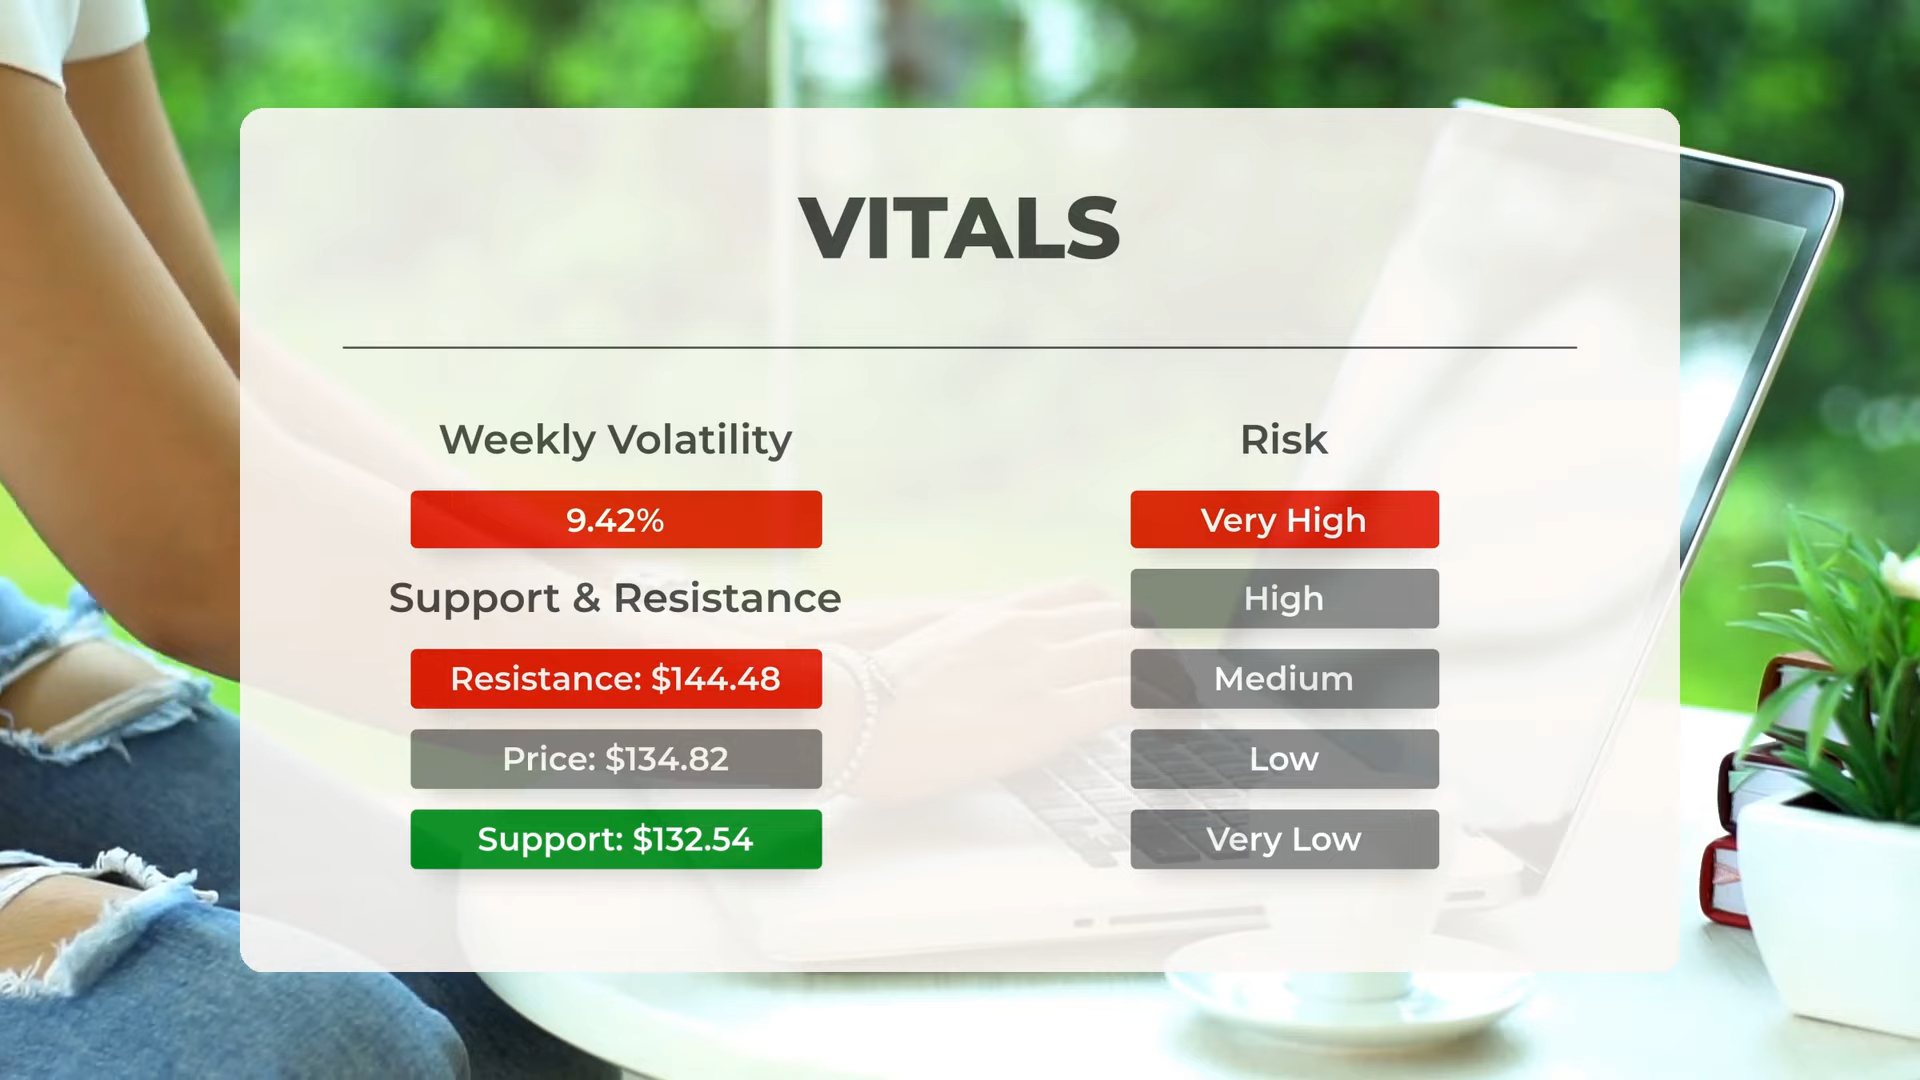 VITALS
Weekly Volatility
9.42%
Support & Resistance
Resistance: $144.48
Price: $134.82
Support: $132.54
Risk
Very High
High
Medium
Low
Very Low